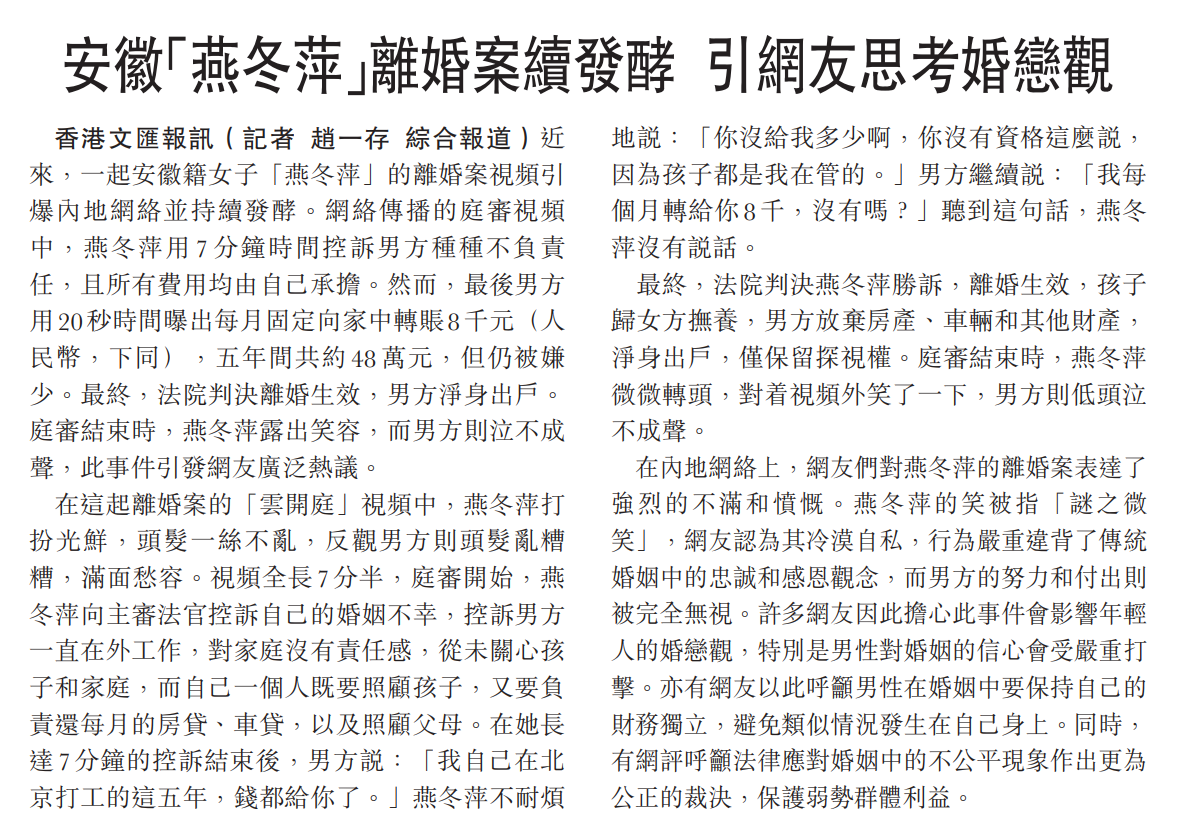 安徽「燕冬萍」離婚案續發酵 引網友思考婚戀觀
香港文匯報訊（記者 趙一存 綜合報道）近
來，一起安徽籍女子「燕冬萍」的離婚案視頻引
爆內地網絡並持續發酵。網絡傳播的庭審視頻
中，燕冬萍用7分鐘時間控訴男方種種不負責
任，且所有費用均由自己承擔。然而，最後男方
用20秒時間曝出每月固定向家中轉賬8千元（人
民幣，下同），五年間共約48萬元，但仍被嫌
少。最終，法院判決離婚生效，男方淨身出戶。
庭審結束時，燕冬萍露出笑容，而男方則泣不成
聲，此事件引發網友廣泛熱議。
在這起離婚案的「雲開庭」視頻中，燕冬萍打
扮光鮮，頭髮一絲不亂，反觀男方則頭髮亂糟
糟，滿面愁容。視頻全長7分半，庭審開始，燕
冬萍向主審法官控訴自己的婚姻不幸，控訴男方
一直在外工作，對家庭沒有責任感，從未關心孩
子和家庭，而自己一個人既要照顧孩子，又要負
責還每月的房貸、車貸，以及照顧父母。在她長
達7分鐘的控訴結束後，男方說：「我自己在北
京打工的這五年，錢都給你了。」燕冬萍不耐煩
地說：「你沒給我多少啊，你沒有資格這麼說，
因為孩子都是我在管的。」男方繼續說：「我每
個月轉給你8千，沒有嗎？」聽到這句話，燕冬
萍沒有說話。
最終，法院判決燕冬萍勝訴，離婚生效，孩子
歸女方撫養，男方放棄房產、車輛和其他財產，
淨身出戶，僅保留探視權。庭審結束時，燕冬萍
微微轉頭，對着視頻外笑了一下，男方則低頭泣
不成聲。
在內地網絡上，網友們對燕冬萍的離婚案表達了
強烈的不滿和憤慨。燕冬萍的笑被指「謎之微
笑」，網友認為其冷漠自私，行為嚴重違背了傳統
婚姻中的忠誠和感恩觀念，而男方的努力和付出則
被完全無視。許多網友因此擔心此事件會影響年輕
人的婚戀觀，特別是男性對婚姻的信心會受嚴重打
擊。亦有網友以此呼籲男性在婚姻中要保持自己的
財務獨立，避免類似情況發生在自己身上。同時，
有網評呼籲法律應對婚姻中的不公平現象作出更為
公正的裁決，保護弱勢群體利益。